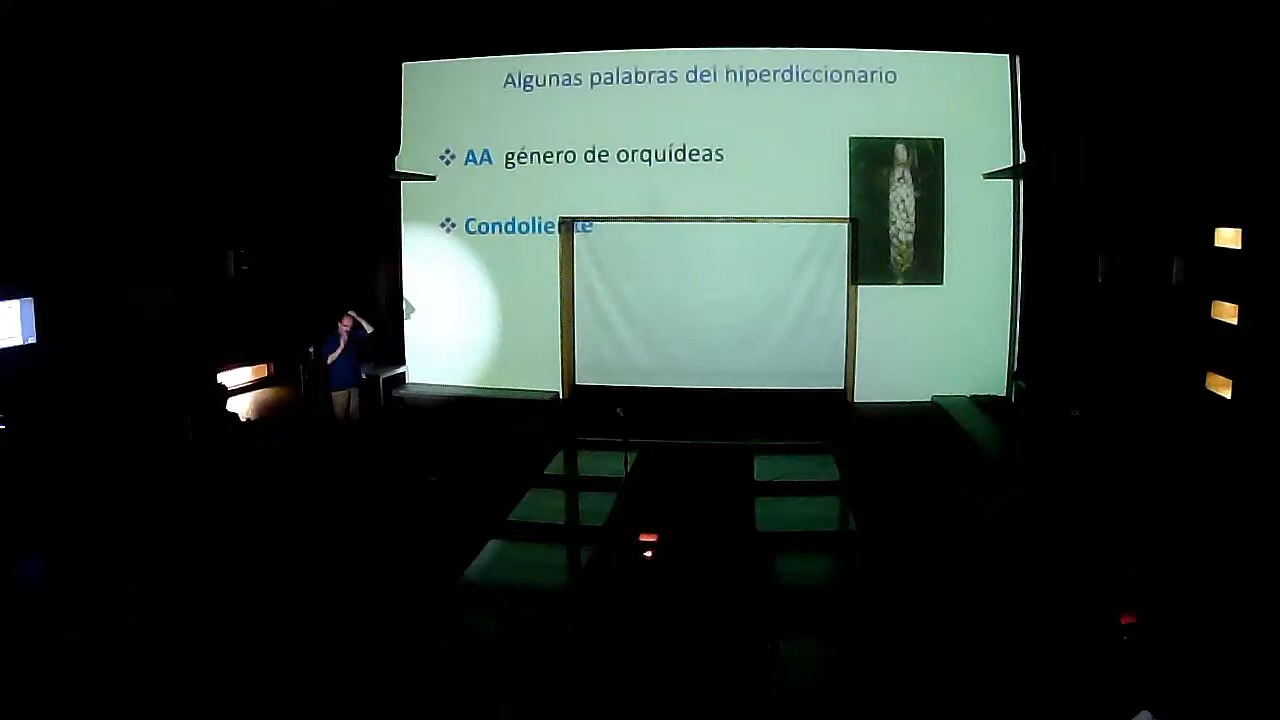 Algunas palabras del hiperdiccionario
❖ AA género de orquídeas
❖ Condoliente